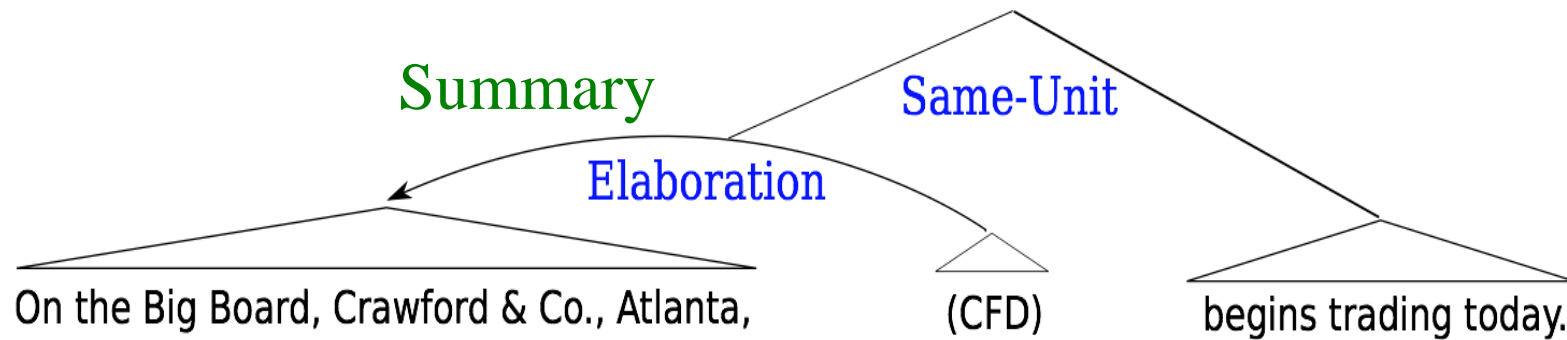 Summary
Same-Unit
Elaboration
On the Big Board, Crawford & Co., Atlanta,
(CFD)
begins trading today.